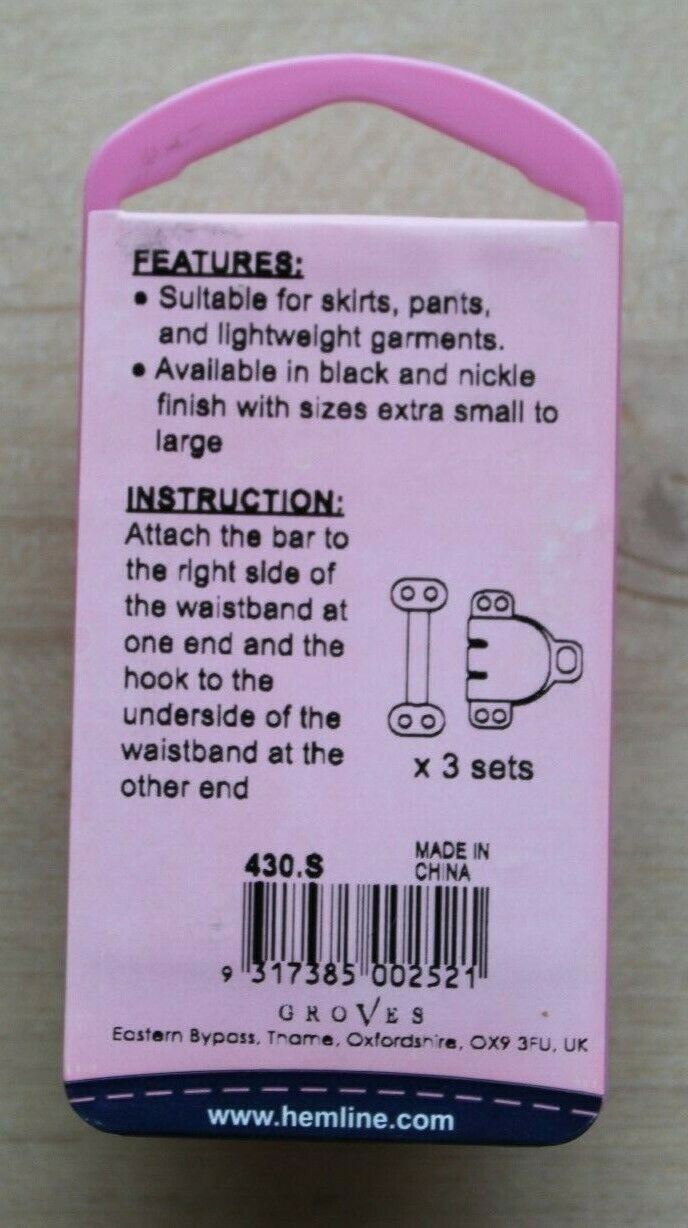 FEATURES:
• Suitable for skirts, pants,
and lightweight garments.
• Available in black and nickle
finish with sizes extra small to
large
INSTRUCTION:
Attach the bar to
the right side of
the waistband at
one end and the
hook to the
underside of the
waistband at the
other end
x 3 sets
430.S
MADE IN
CHINA
9 317385 002521
GROVES
Eastern Bypass, Thame, Oxfordshire, OX9 3FU, UK
www.hemline.com